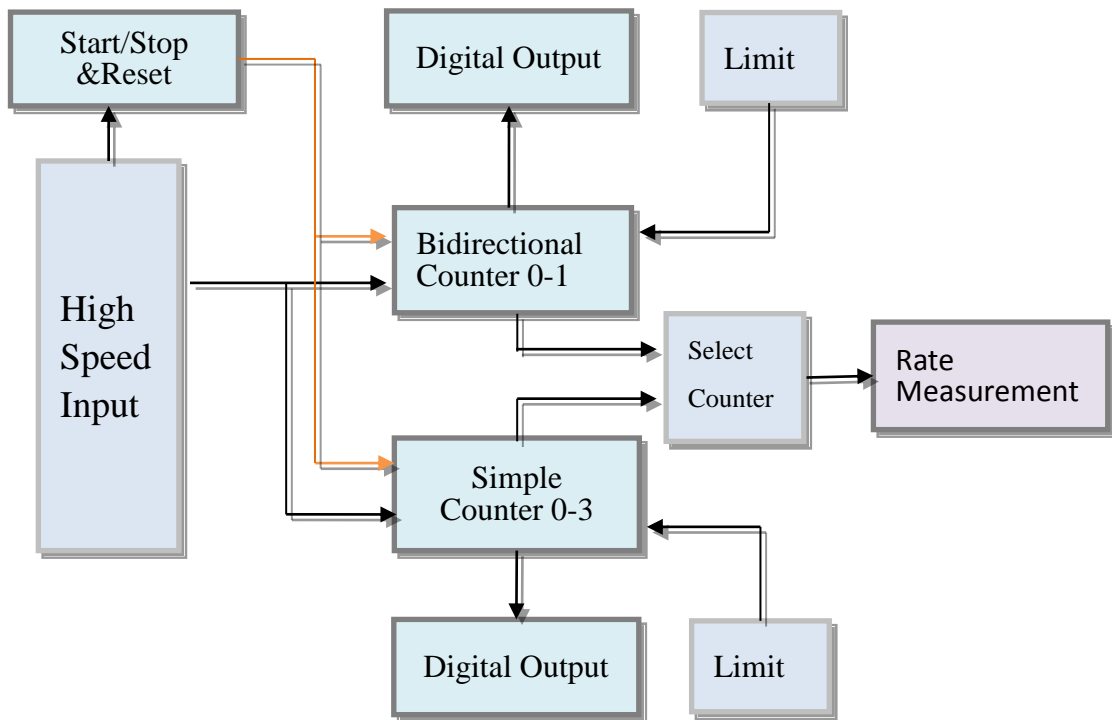 Start/Stop
&Reset
Digital Output
Limit
High
Speed
Input
Bidirectional
Counter 0-1
Select
Counter
Rate
Measurement
Simple
Counter 0-3
Digital Output
Limit